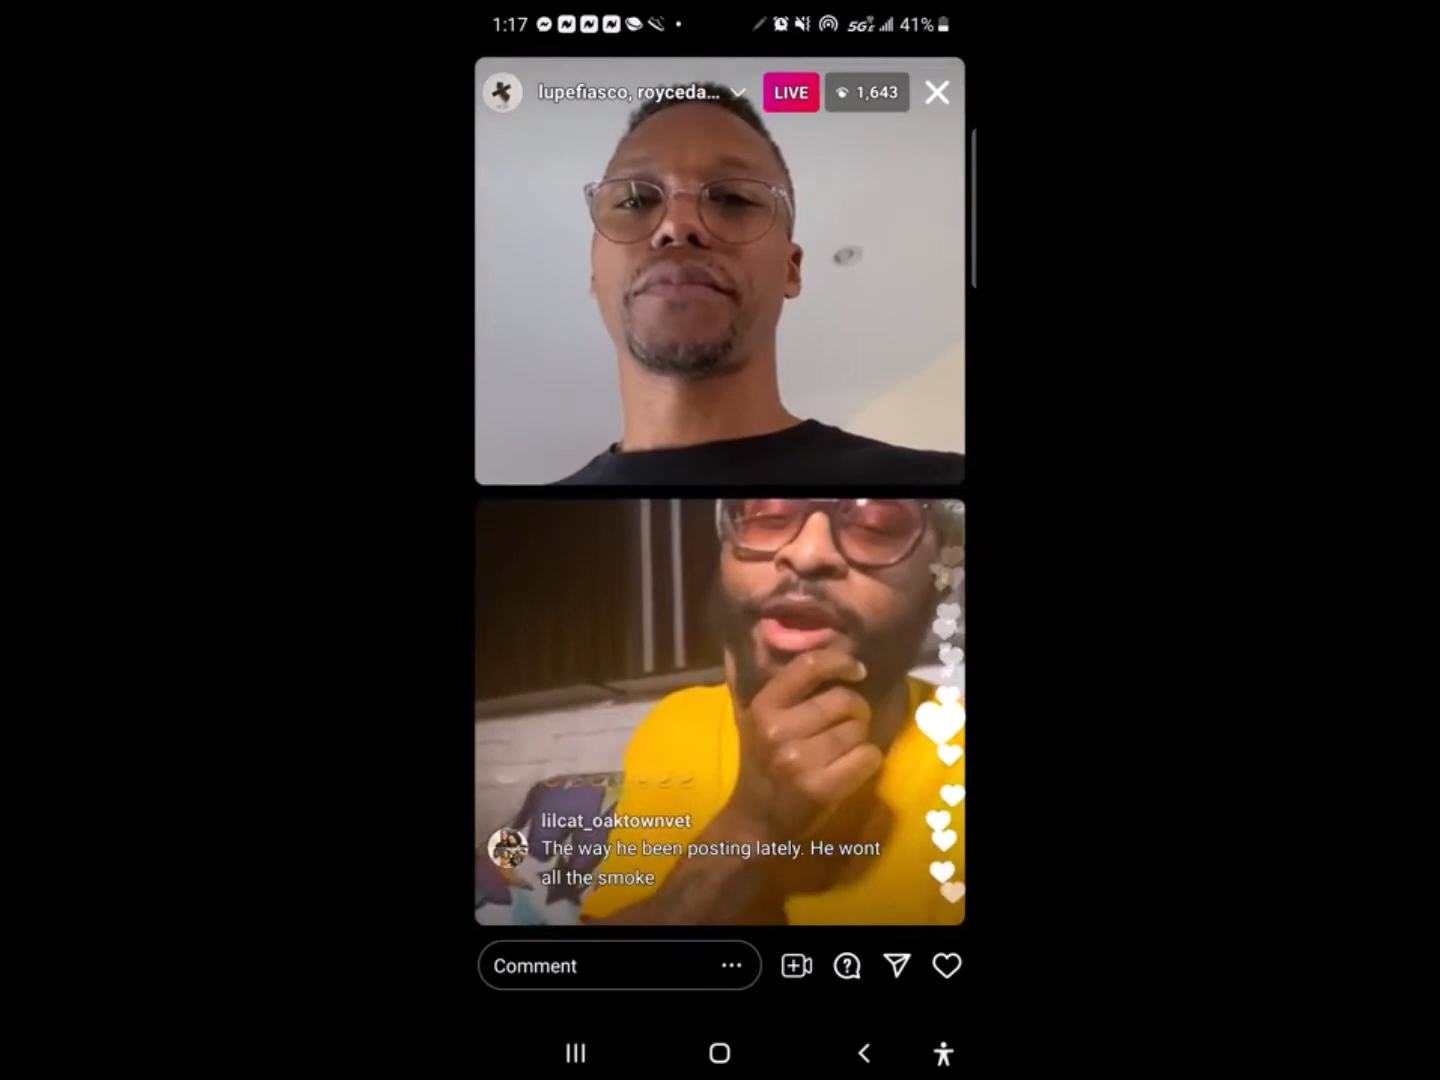 1:17
5G E 41%
lupefiasco, royceda... LIVE 1,643
lilcat_oaktownvet
The way he been posting lately. He wont
all the smoke
Comment